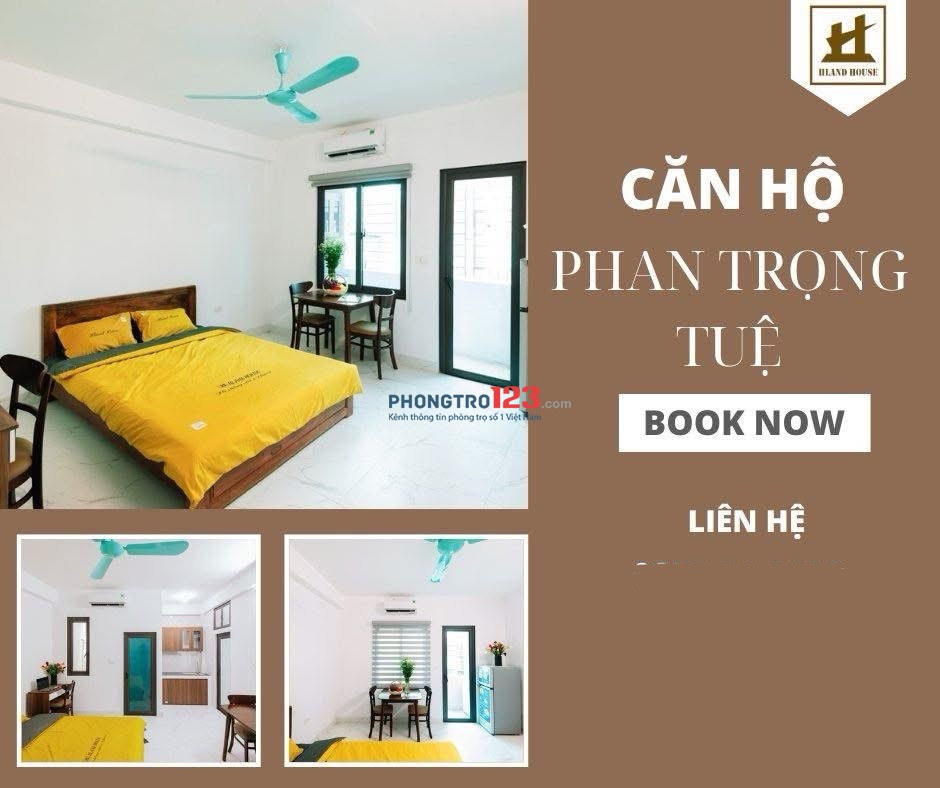 HLAND HOUSE
CĂN HỘ
PHAN TRỌNG
TUỆ
BOOK NOW
LIÊN HỆ
PHONGTRO123.com
Kênh thông tin phòng trọ số 1 Việt Nam